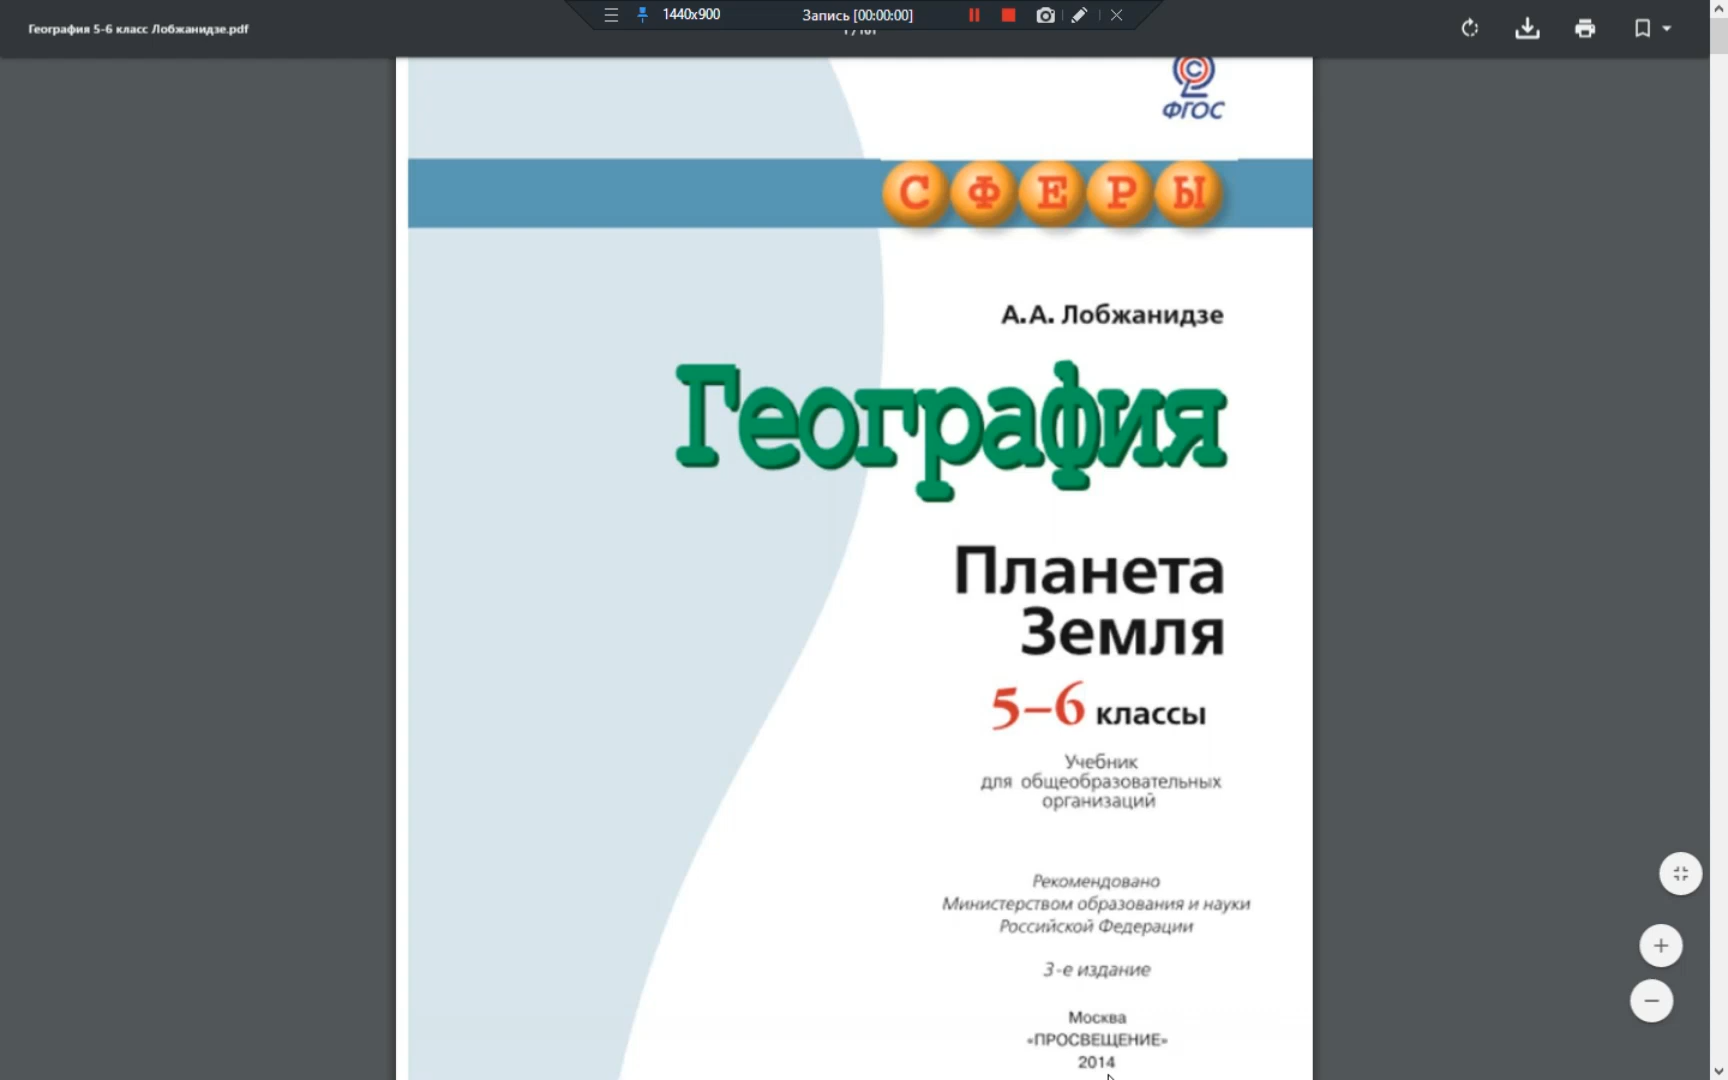 1440x900
Запись [00:00:00]
География 5-6 класс Лобжанидзе.pdf
ФГОС
СФЕРЫ
А.А. Лобжанидзе
География
Планета
Земля
5–6 классы
Учебник
для общеобразовательных
организаций
Рекомендовано
Министерством образования и науки
Российской Федерации
3-е издание
Москва
«ПРОСВЕЩЕНИЕ»
2014